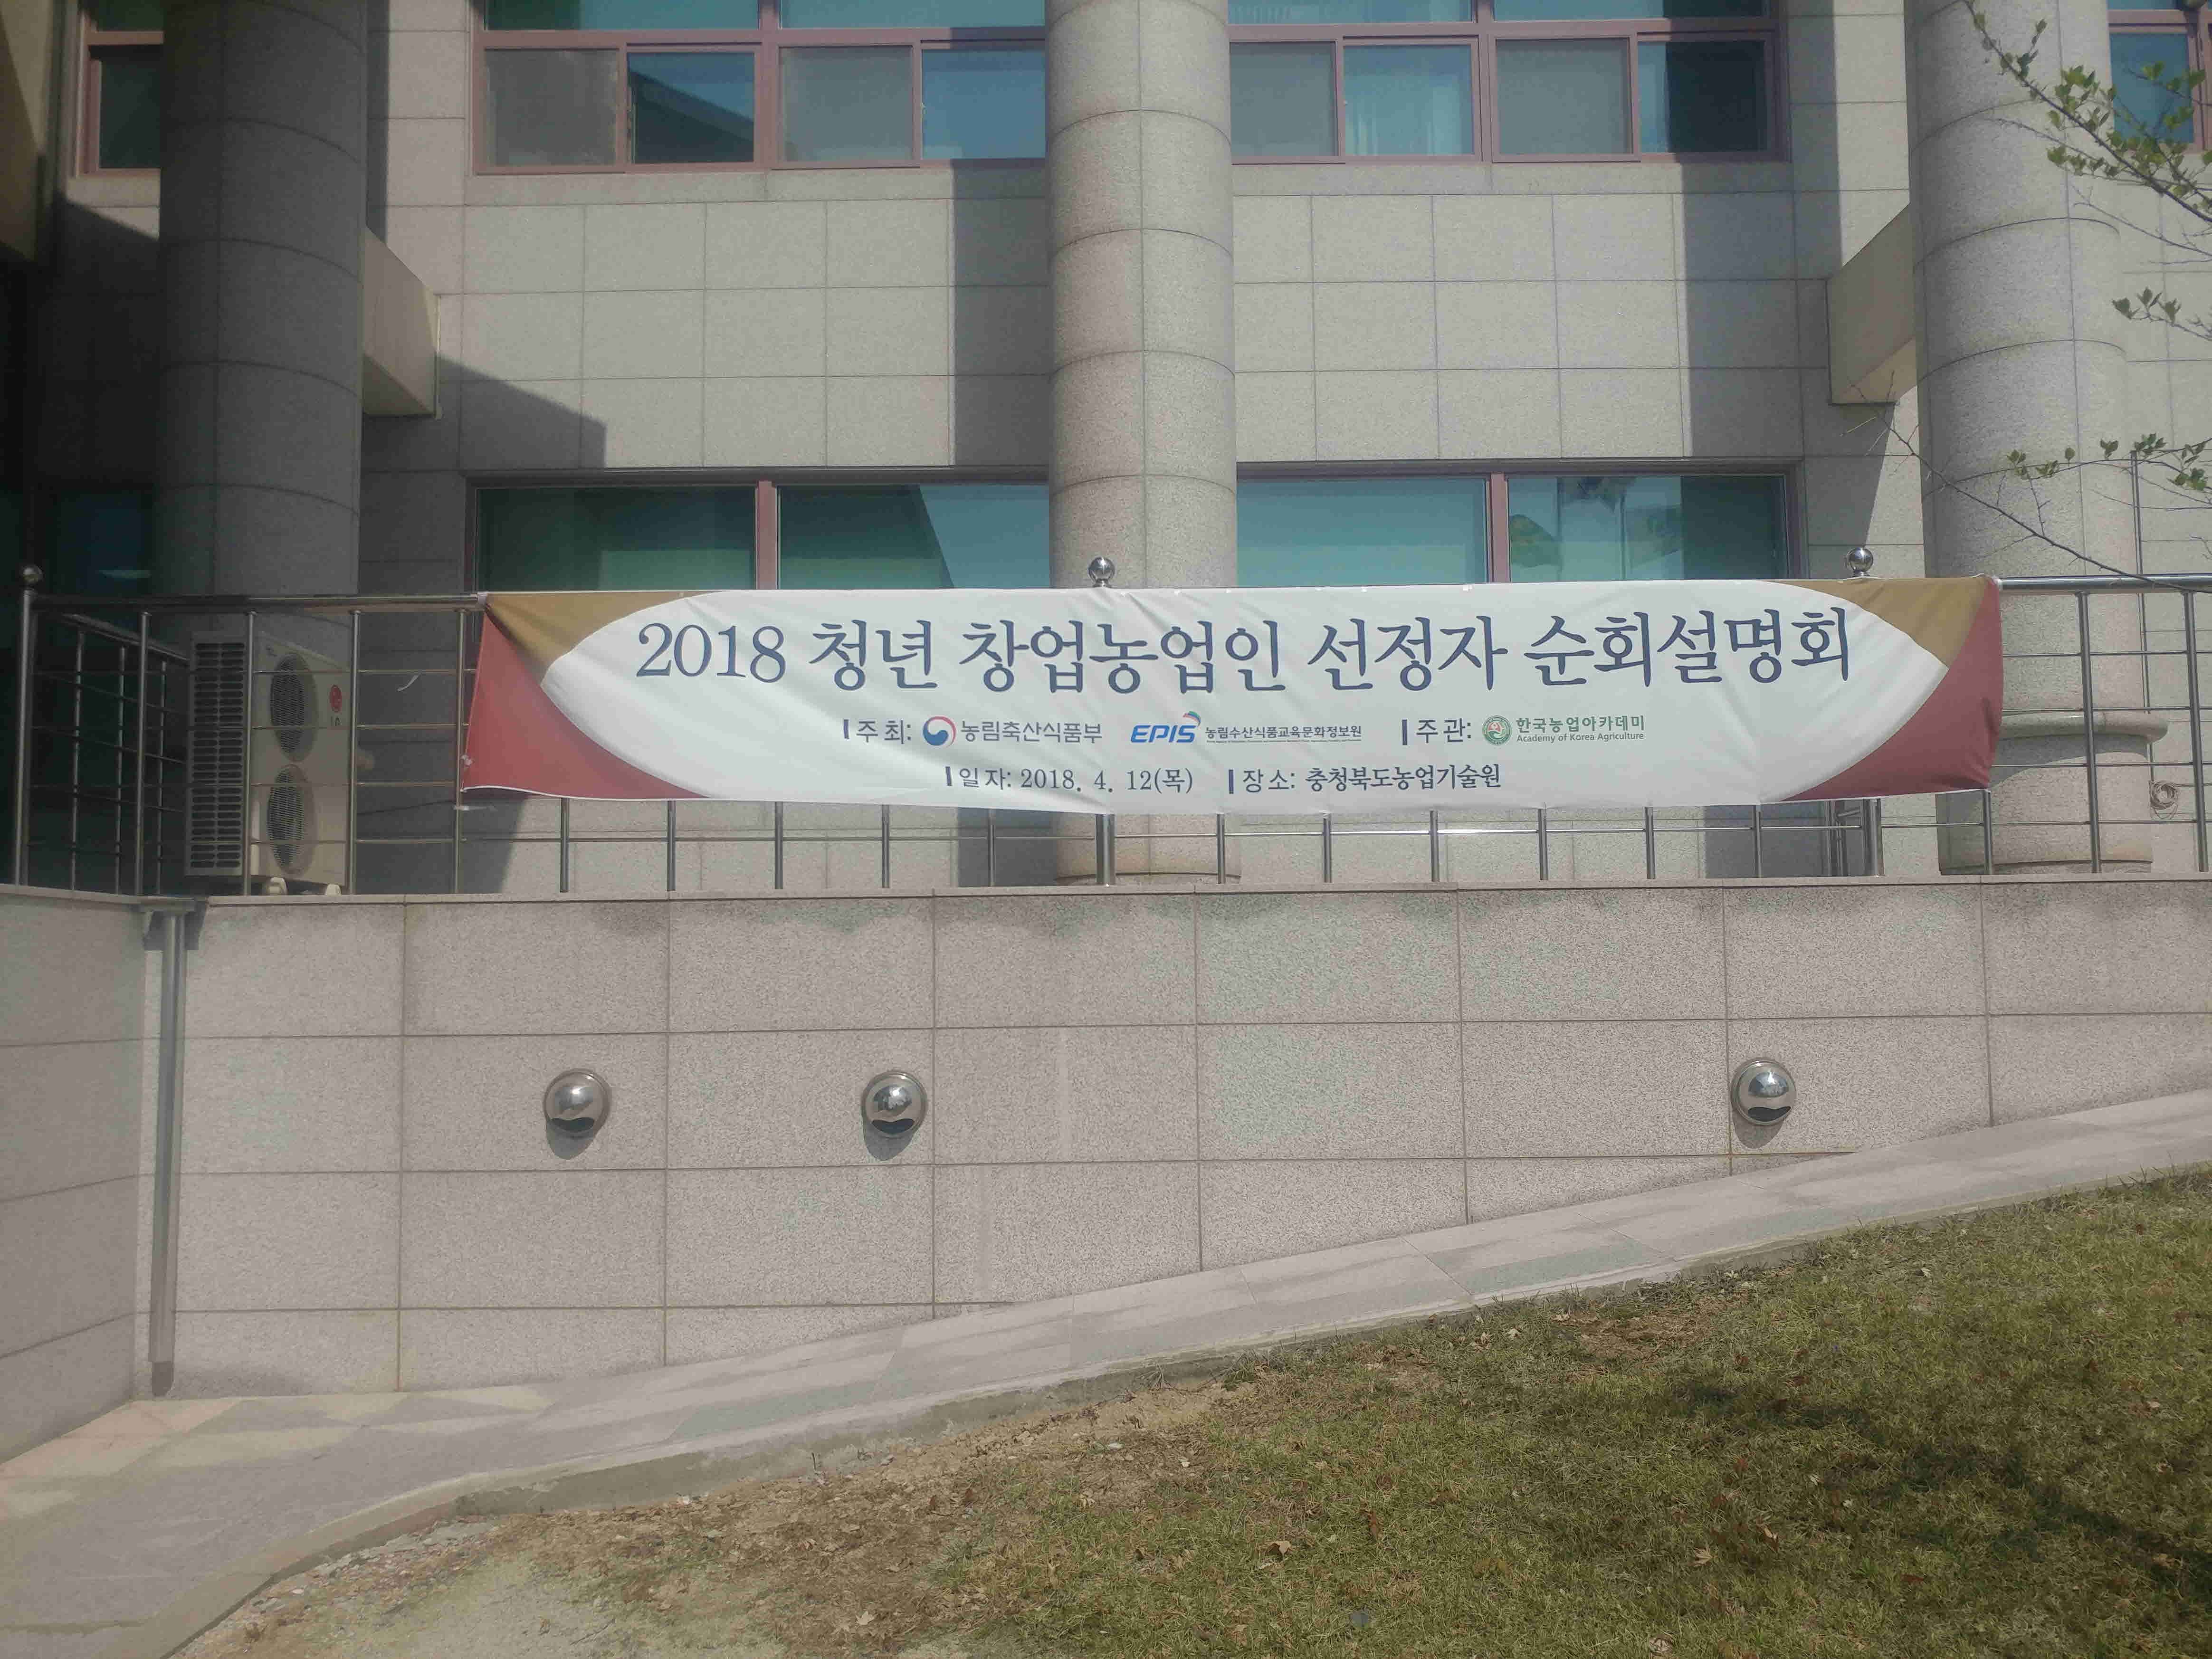 2018 청년 창업농업인 선정자 순회설명회
주최: 농림축산식품부 EPIS 농림수산식품교육문화정보원 주관: 한국농업아카데미
Academy of Korea Agriculture
일자: 2018. 4. 12(목) 장소: 충청북도농업기술원